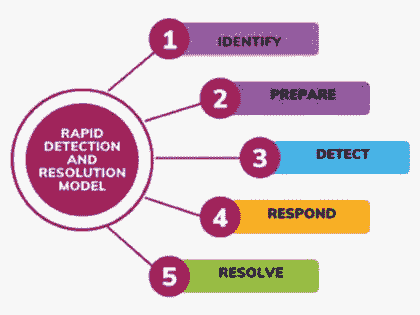 RAPID
DETECTION
AND
RESOLUTION
MODEL
1 IDENTIFY
2 PREPARE
3 DETECT
4 RESPOND
5 RESOLVE